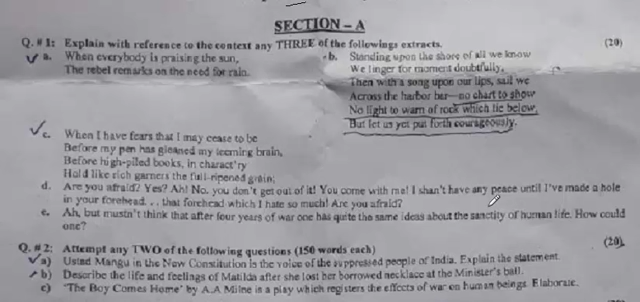 SECTION – A
Q. # 1: Explain with reference to the context any THREE of the followings extracts. (20)
a. When everybody is praising the sun,
The rebel remarks on the need for rain.
b. Standing upon the shore of all we know
We linger for moment doubtfully,
Then with a song upon our lips, sail we
Across the harbor bar—no chart to show
No light to warn of rock which lie below,
But let us yet put forth courageously.
c. When I have fears that I may cease to be
Before my pen has gleaned my teeming brain,
Before high-piled books, in charact'ry
Hold like rich garners the full-ripened grain;
d. Are you afraid? Yes? Ah! No, you don't get out of it! You come with me! I shan't have any peace until I've made a hole
in your forehead. . . that forehead which I hate so much! Are you afraid?
e. Ah, but mustn't think that after four years of war one has quite the same ideas about the sanctity of human life. How could
one?
Q. # 2: Attempt any TWO of the following questions (150 words each) (20)
a) Ustad Mangu in the New Constitution is the voice of the suppressed people of India. Explain the statement.
b) Describe the life and feelings of Matilda after she lost her borrowed necklace at the Minister's ball.
c) 'The Boy Comes Home' by A.A Milne is a play which registers the effects of war on human beings. Elaborate.